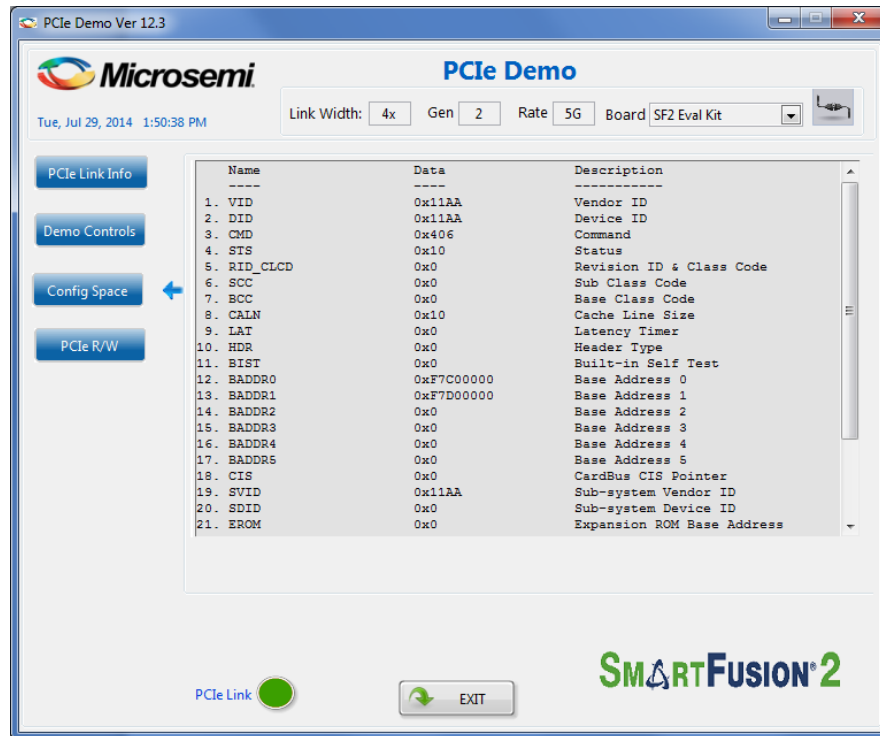 PCIe Demo Ver 12.3
Microsemi
PCIe Demo
Tue, Jul 29, 2014 1:50:38 PM
Link Width: 4x Gen 2 Rate 5G Board SF2 Eval Kit
PCIe Link Info
Demo Controls
Config Space
PCIe R/W
Name Data Description
---- ---- -----------
1. VID 0x11AA Vendor ID
2. DID 0x11AA Device ID
3. CMD 0x406 Command
4. STS 0x10 Status
5. RID_CLCD 0x0 Revision ID & Class Code
6. SCC 0x0 Sub Class Code
7. BCC 0x0 Base Class Code
8. CALN 0x10 Cache Line Size
9. LAT 0x0 Latency Timer
10. HDR 0x0 Header Type
11. BIST 0x0 Built-in Self Test
12. BADDR0 0xF7C00000 Base Address 0
13. BADDR1 0xF7D00000 Base Address 1
14. BADDR2 0x0 Base Address 2
15. BADDR3 0x0 Base Address 3
16. BADDR4 0x0 Base Address 4
17. BADDR5 0x0 Base Address 5
18. CIS 0x0 CardBus CIS Pointer
19. SVID 0x11AA Sub-system Vendor ID
20. SDID 0x0 Sub-system Device ID
21. EROM 0x0 Expansion ROM Base Address
PCIe Link
EXIT
SMARTFUSION®2